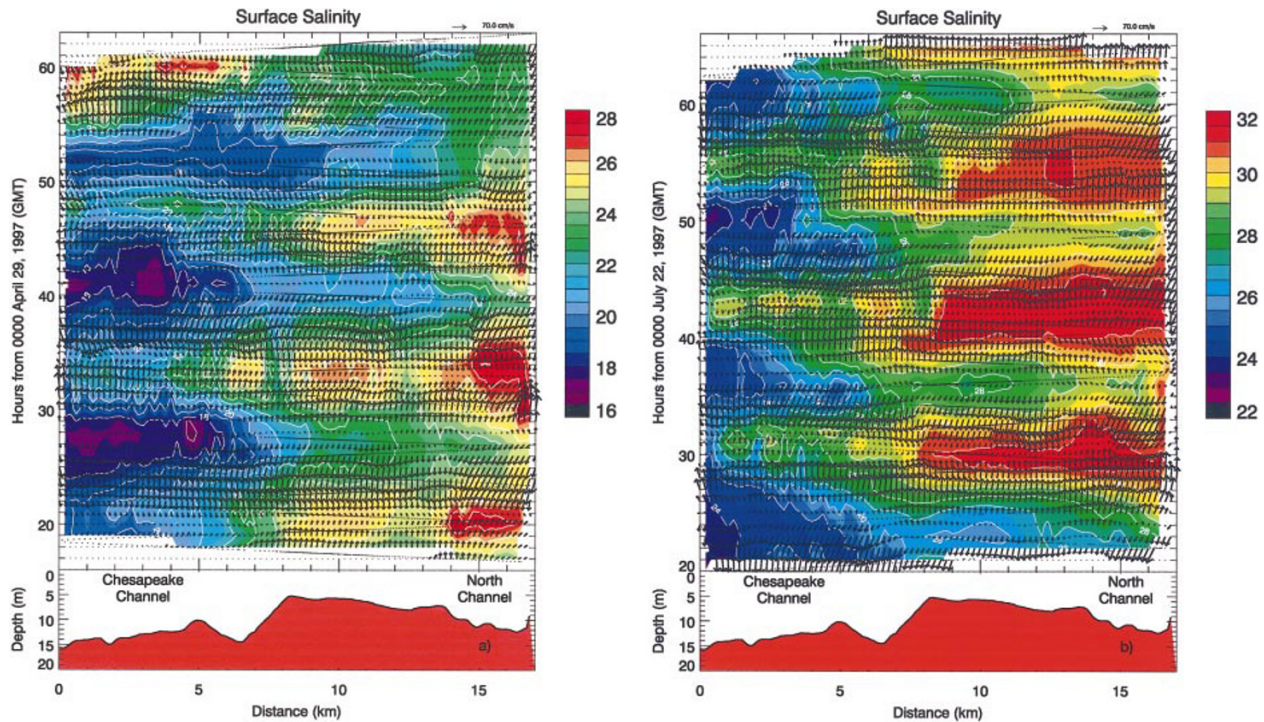 Surface Salinity
70.0 cm/s
Hours from 0000 April 29, 1997 (GMT)
60
50
40
30
20
28
26
24
22
20
18
16
Depth (m)
0
5
10
15
20
Chesapeake
Channel
North
Channel
a)
0
5
10
15
Distance (km)
Surface Salinity
70.0 cm/s
Hours from 0000 July 22, 1997 (GMT)
60
50
40
30
20
32
30
28
26
24
22
Depth (m)
0
5
10
15
20
Chesapeake
Channel
North
Channel
b)
0
5
10
15
Distance (km)